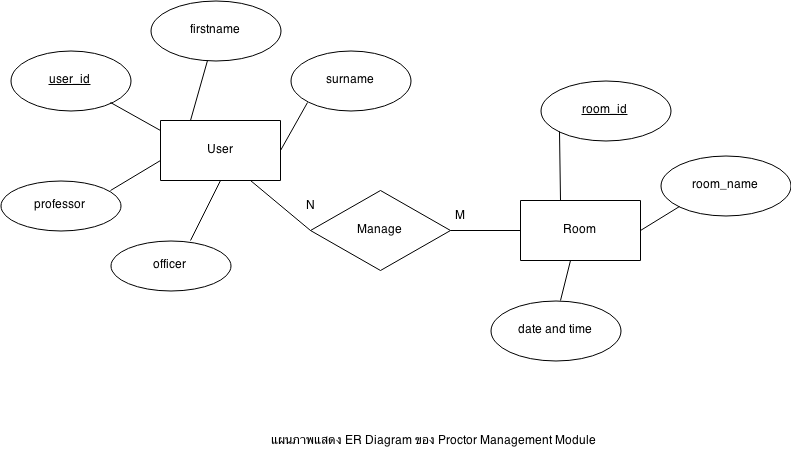 firstname
user_id
surname
User
professor
officer
N
Manage
M
room_id
room_name
Room
date and time
แผนภาพแสดง ER Diagram ของ Proctor Management Module